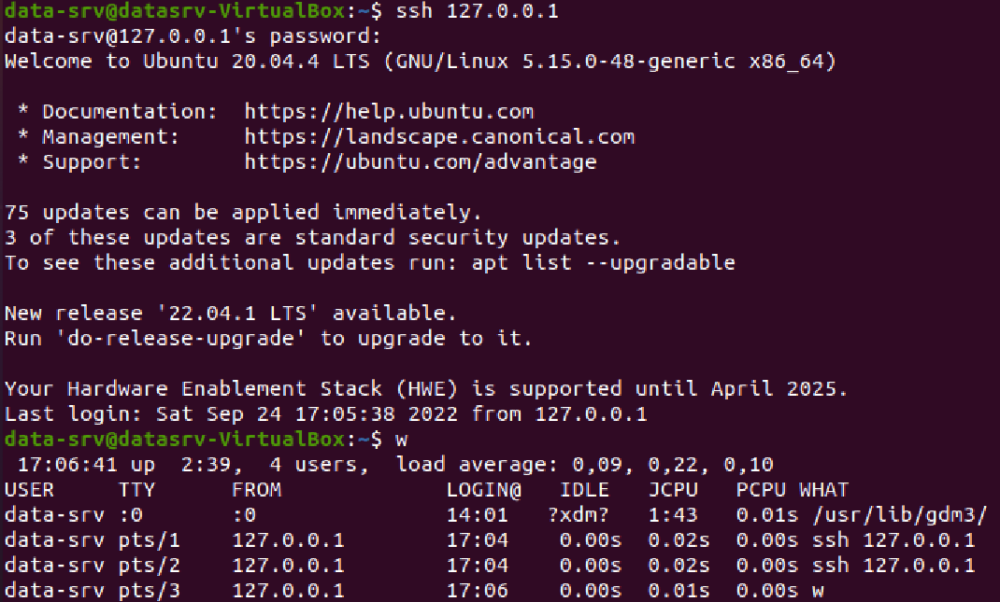 data-srv@datasrv-VirtualBox:~$ ssh 127.0.0.1
data-srv@127.0.0.1's password:
Welcome to Ubuntu 20.04.4 LTS (GNU/Linux 5.15.0-48-generic x86_64)

 * Documentation:  https://help.ubuntu.com
 * Management:     https://landscape.canonical.com
 * Support:        https://ubuntu.com/advantage

75 updates can be applied immediately.
3 of these updates are standard security updates.
To see these additional updates run: apt list --upgradable

New release '22.04.1 LTS' available.
Run 'do-release-upgrade' to upgrade to it.

Your Hardware Enablement Stack (HWE) is supported until April 2025.
Last login: Sat Sep 24 17:05:38 2022 from 127.0.0.1
data-srv@datasrv-VirtualBox:~$ w
 17:06:41 up  2:39,  4 users,  load average: 0,09, 0,22, 0,10
USER     TTY      FROM             LOGIN@   IDLE   JCPU   PCPU WHAT
data-srv :0       :0               14:01   ?xdm?   1:43   0.01s /usr/lib/gdm3/
data-srv pts/1    127.0.0.1        17:04    0.00s  0.02s  0.00s ssh 127.0.0.1
data-srv pts/2    127.0.0.1        17:04    0.00s  0.02s  0.00s ssh 127.0.0.1
data-srv pts/3    127.0.0.1        17:06    0.00s  0.01s  0.00s w